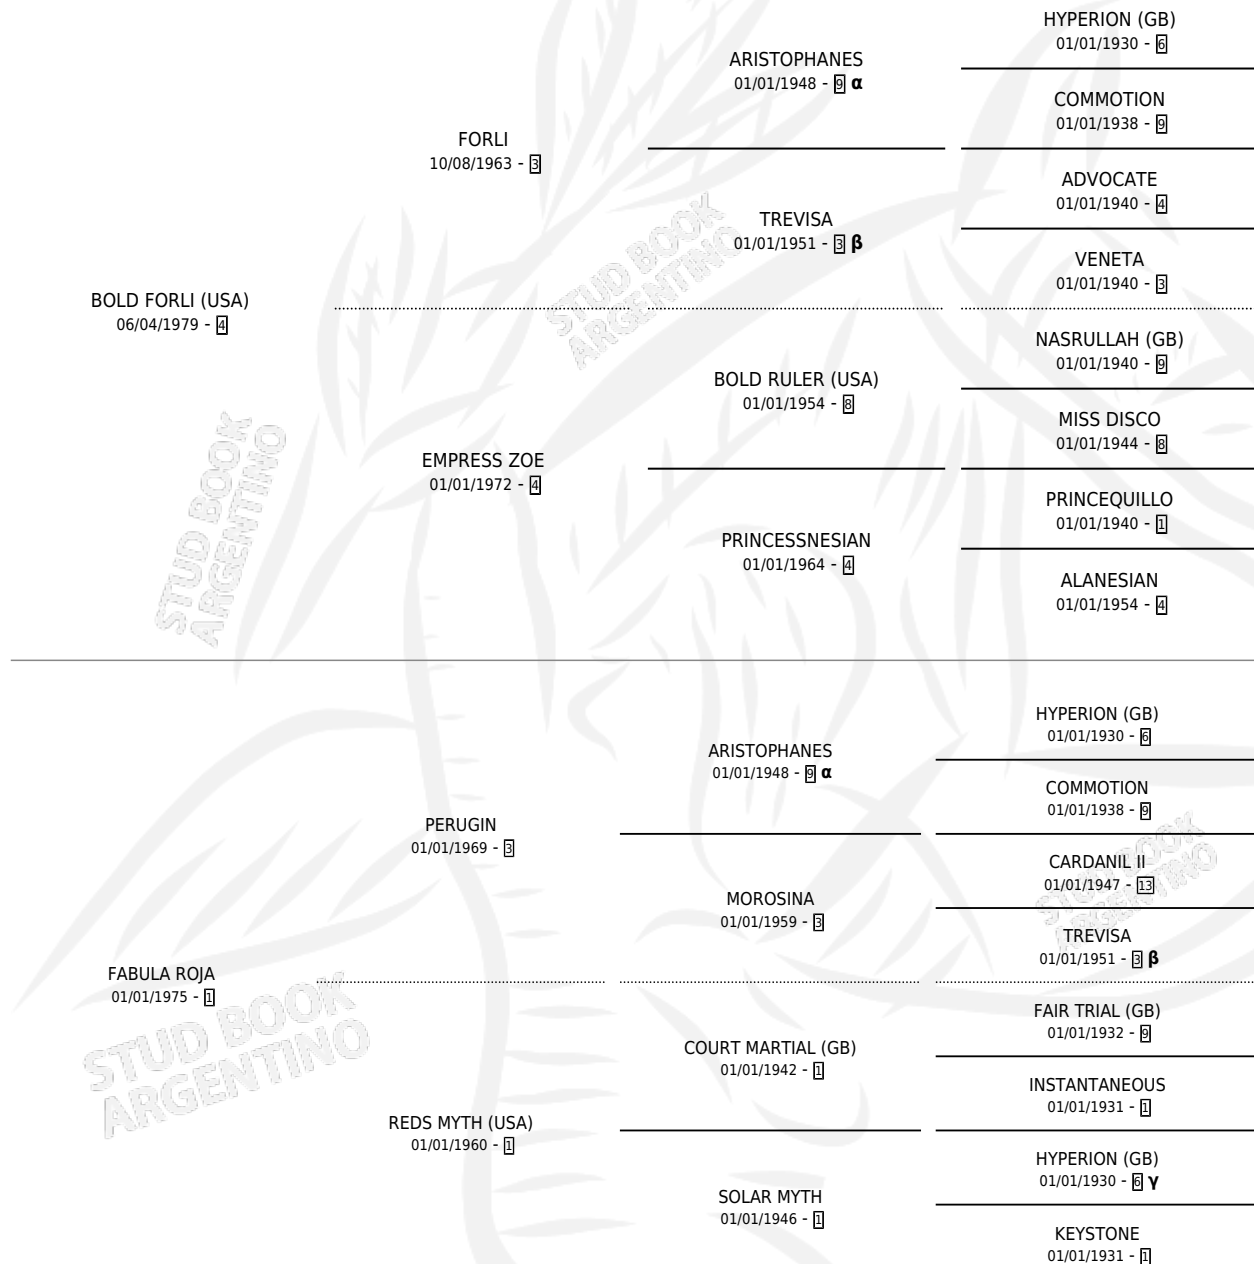 HYPERION (GB)
01/01/1930 - 6
ARISTOPHANES
01/01/1948 - 9 α
COMMOTION
01/01/1938 - 9
FORLI
10/08/1963 - 3
ADVOCATE
01/01/1940 - 4
TREVISA
01/01/1951 - 3 β
VENETA
01/01/1940 - 3
BOLD FORLI (USA)
06/04/1979 - 4
NASRULLAH (GB)
01/01/1940 - 9
BOLD RULER (USA)
01/01/1954 - 8
MISS DISCO
01/01/1944 - 8
EMPRESS ZOE
01/01/1972 - 4
PRINCEQUILLO
01/01/1940 - 1
PRINCESSNESIAN
01/01/1964 - 4
ALANESIAN
01/01/1954 - 4
HYPERION (GB)
01/01/1930 - 6
ARISTOPHANES
01/01/1948 - 9 α
COMMOTION
01/01/1938 - 9
PERUGIN
01/01/1969 - 3
CARDANIL II
01/01/1947 - 13
MOROSINA
01/01/1959 - 3
TREVISA
01/01/1951 - 3 β
FABULA ROJA
01/01/1975 - 1
FAIR TRIAL (GB)
01/01/1932 - 9
COURT MARTIAL (GB)
01/01/1942 - 1
INSTANTANEOUS
01/01/1931 - 1
REDS MYTH (USA)
01/01/1960 - 1
HYPERION (GB)
01/01/1930 - 6 γ
SOLAR MYTH
01/01/1946 - 1
KEYSTONE
01/01/1931 - 1
STUD BOOK
ARGENTINO
STUD BOOK
ARGENTINO
STUD BOOK
ARGENTINO
STUD BOOK
ARGENTINO